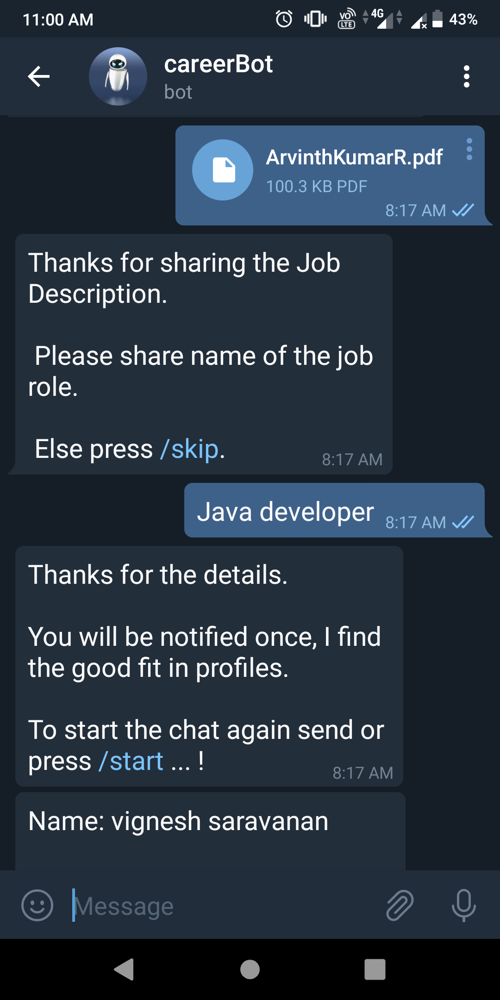 11:00 AM
VO LTE 4G 43%
careerBot
bot
ArvinthKumarR.pdf
100.3 KB PDF
8:17 AM
Thanks for sharing the Job
Description.
Please share name of the job
role.
Else press /skip.
8:17 AM
Java developer
8:17 AM
Thanks for the details.
You will be notified once, I find
the good fit in profiles.
To start the chat again send or
press /start ... !
8:17 AM
Name: vignesh saravanan
Message